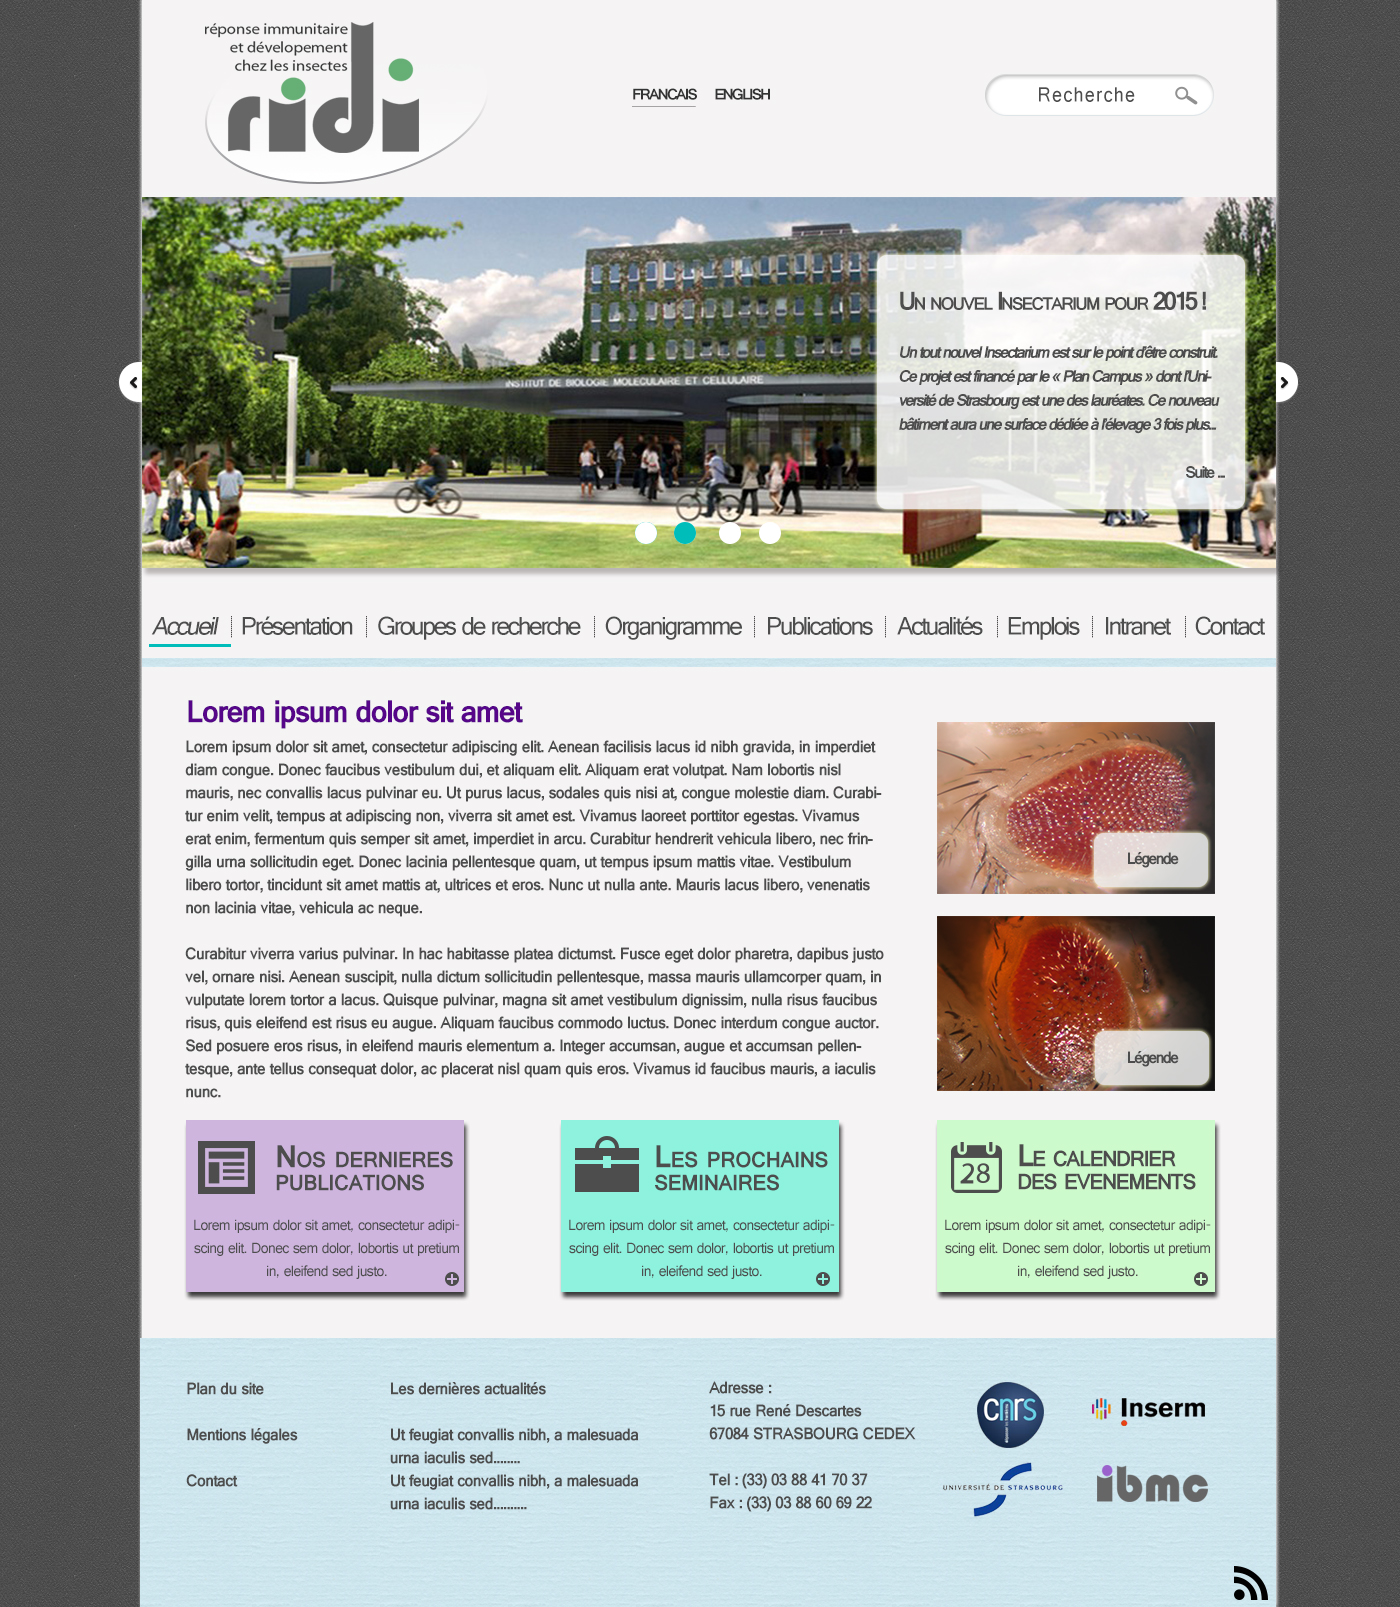 réponse immunitaire
et dévelopement
chez les insectes
ridi
FRANCAIS ENGLISH
Recherche
INSTITUT DE BIOLOGIE MOLECULAIRE ET CELLULAIRE
Un nouvel Insectarium pour 2015 !
Un tout nouvel Insectarium est sur le point d'être construit.
Ce projet est financé par le « Plan Campus » dont l'Uni-
versité de Strasbourg est une des lauréates. Ce nouveau
bâtiment aura une surface dédiée à l'élevage 3 fois plus...
Suite ...
Accueil Présentation Groupes de recherche Organigramme Publications Actualités Emplois Intranet Contact
Lorem ipsum dolor sit amet
Lorem ipsum dolor sit amet, consectetur adipiscing elit. Aenean facilisis lacus id nibh gravida, in imperdiet
diam congue. Donec faucibus vestibulum dui, et aliquam elit. Aliquam erat volutpat. Nam lobortis nisl
mauris, nec convallis lacus pulvinar eu. Ut purus lacus, sodales quis nisi at, congue molestie diam. Curabi-
tur enim velit, tempus at adipiscing non, viverra sit amet est. Vivamus laoreet porttitor egestas. Vivamus
erat enim, fermentum quis semper sit amet, imperdiet in arcu. Curabitur hendrerit vehicula libero, nec frin-
gilla urna sollicitudin eget. Donec lacinia pellentesque quam, ut tempus ipsum mattis vitae. Vestibulum
libero tortor, tincidunt sit amet mattis at, ultrices et eros. Nunc ut nulla ante. Mauris lacus libero, venenatis
non lacinia vitae, vehicula ac neque.
Curabitur viverra varius pulvinar. In hac habitasse platea dictumst. Fusce eget dolor pharetra, dapibus justo
vel, ornare nisi. Aenean suscipit, nulla dictum sollicitudin pellentesque, massa mauris ullamcorper quam, in
vulputate lorem tortor a lacus. Quisque pulvinar, magna sit amet vestibulum dignissim, nulla risus faucibus
risus, quis eleifend est risus eu augue. Aliquam faucibus commodo luctus. Donec interdum congue auctor.
Sed posuere eros risus, in eleifend mauris elementum a. Integer accumsan, augue et accumsan pellen-
tesque, ante tellus consequat dolor, ac placerat nisl quam quis eros. Vivamus id faucibus mauris, a iaculis
nunc.
Légende
Légende
Nos dernieres
publications
Lorem ipsum dolor sit amet, consectetur adipi-
scing elit. Donec sem dolor, lobortis ut pretium
in, eleifend sed justo.
Les prochains
seminaires
Lorem ipsum dolor sit amet, consectetur adipi-
scing elit. Donec sem dolor, lobortis ut pretium
in, eleifend sed justo.
28
Le calendrier
des evenements
Lorem ipsum dolor sit amet, consectetur adipi-
scing elit. Donec sem dolor, lobortis ut pretium
in, eleifend sed justo.
Plan du site
Mentions légales
Contact
Les dernières actualités
Ut feugiat convallis nibh, a malesuada
urna iaculis sed........
Ut feugiat convallis nibh, a malesuada
urna iaculis sed..........
Adresse :
15 rue René Descartes
67084 STRASBOURG CEDEX
Tel : (33) 03 88 41 70 37
Fax : (33) 03 88 60 69 22
cnrs
Inserm
UNIVERSITÉ DE STRASBOURG
ibmc